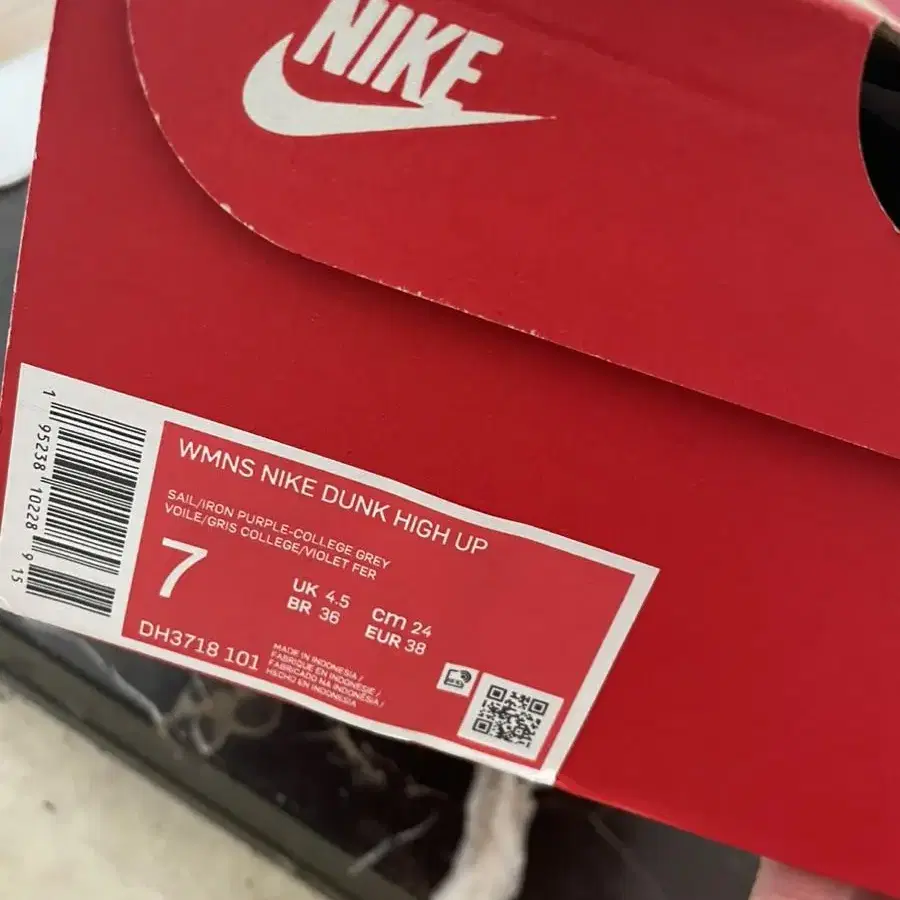 NIKE
WMNS NIKE DUNK HIGH UP
SAIL/IRON PURPLE-COLLEGE GREY
VOILE/GRIS COLLEGE/VIOLET FER
7
UK 4.5 cm 24
BR 36 EUR 38
DH3718 101
MADE IN INDONESIA /
FABRIQUE EN INDONESIE /
FABRICADO NA INDONESIA /
HECHO EN INDONESIA
1 95238 10228 9 15